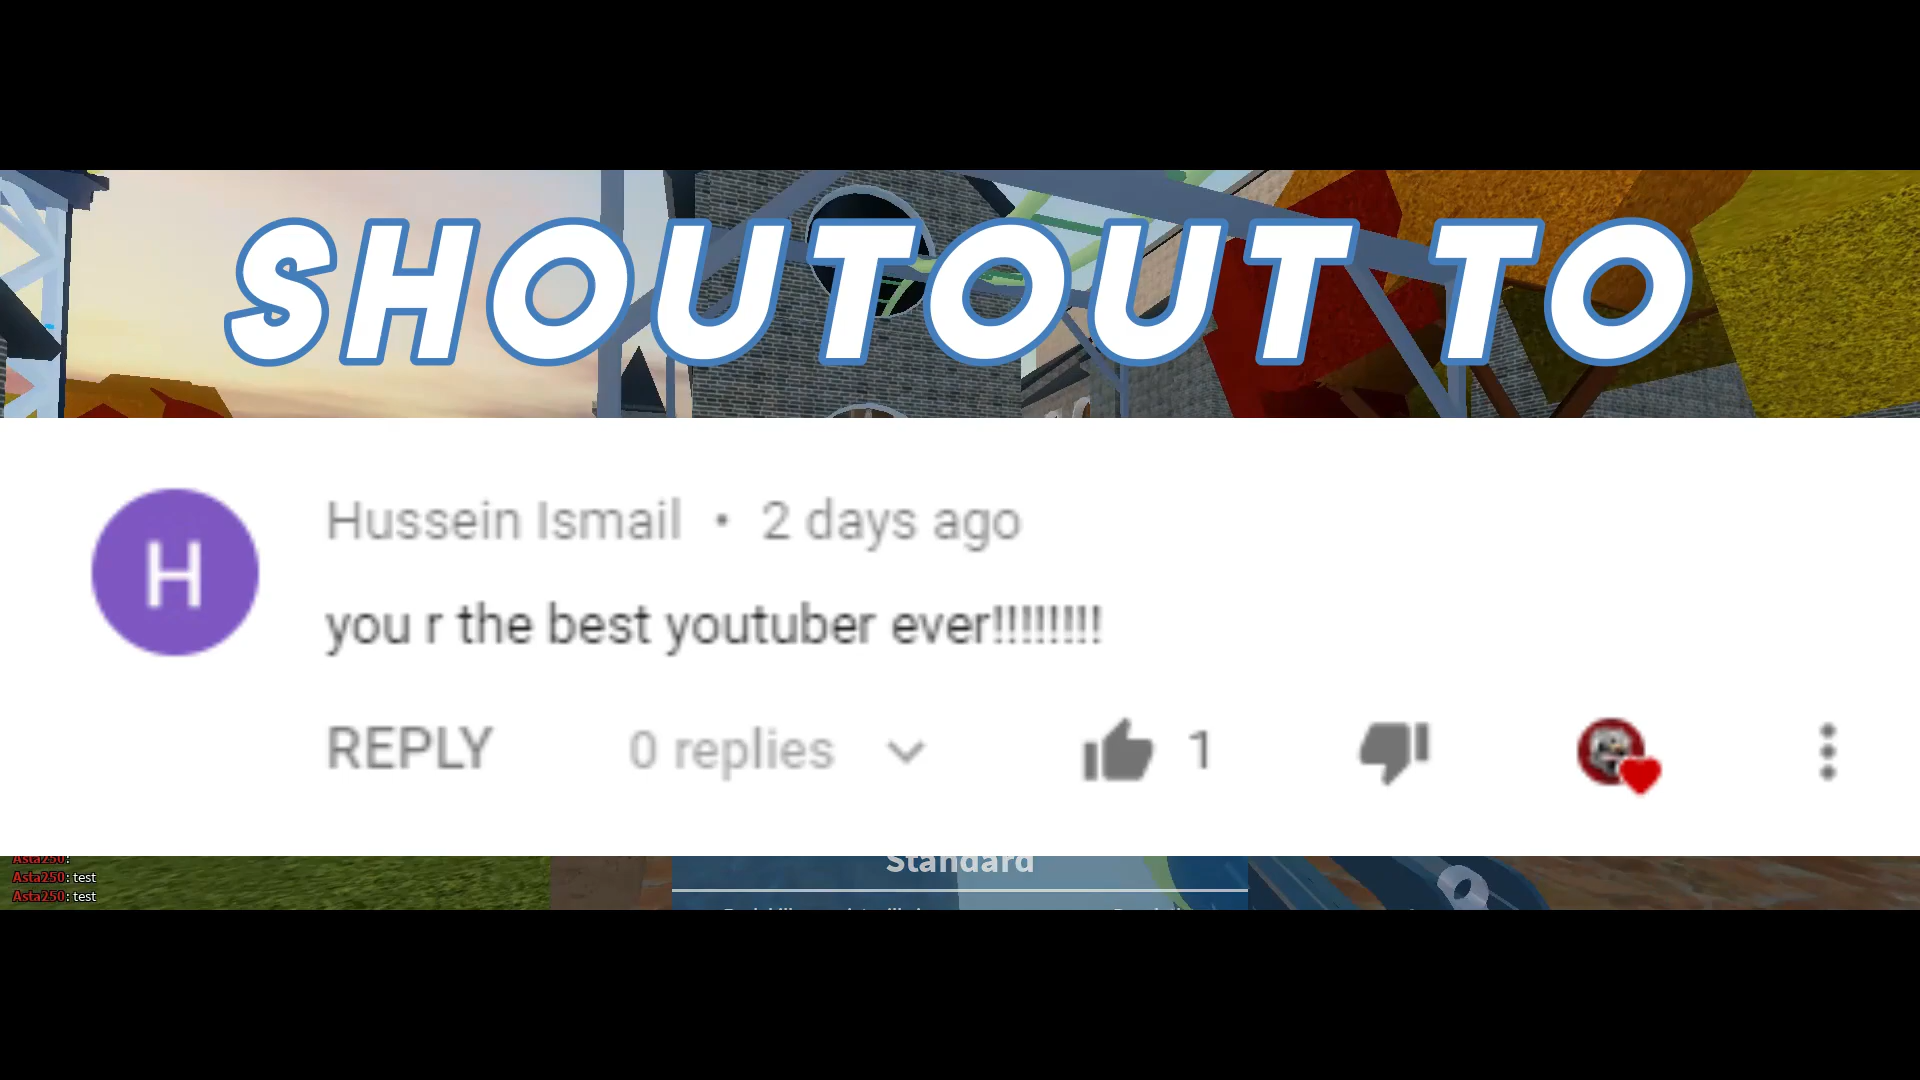 SHOUTOUT TO
H
Hussein Ismail • 2 days ago
you r the best youtuber ever!!!!!!!!!
REPLY 0 replies 1
Asta250:
Asta250: test
Asta250: test
Standard